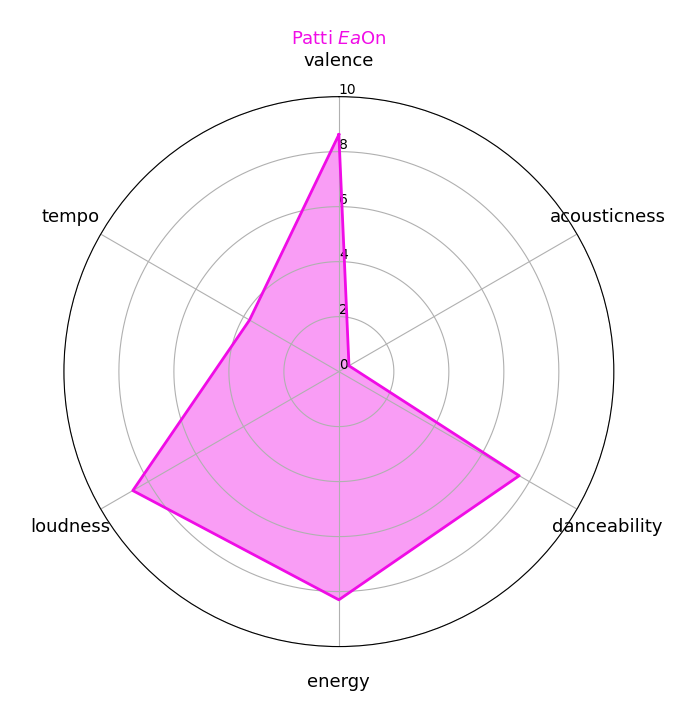 Patti EaOn
valence
10
8
tempo
acousticness
6
4
2
0
loudness
danceability
energy